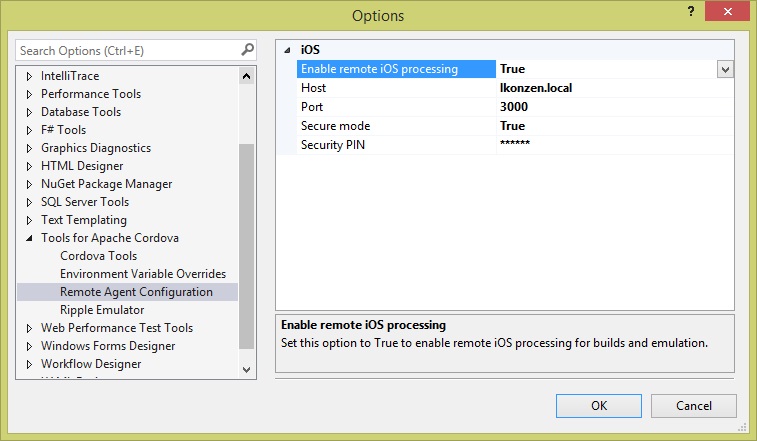 Options
?
Search Options (Ctrl+E)
IntelliTrace
Performance Tools
Database Tools
F# Tools
Graphics Diagnostics
HTML Designer
NuGet Package Manager
SQL Server Tools
Text Templating
Tools for Apache Cordova
Cordova Tools
Environment Variable Overrides
Remote Agent Configuration
Ripple Emulator
Web Performance Test Tools
Windows Forms Designer
Workflow Designer
iOS
Enable remote iOS processing True
Host lkonzen.local
Port 3000
Secure mode True
Security PIN ******
Enable remote iOS processing
Set this option to True to enable remote iOS processing for builds and emulation.
OK Cancel